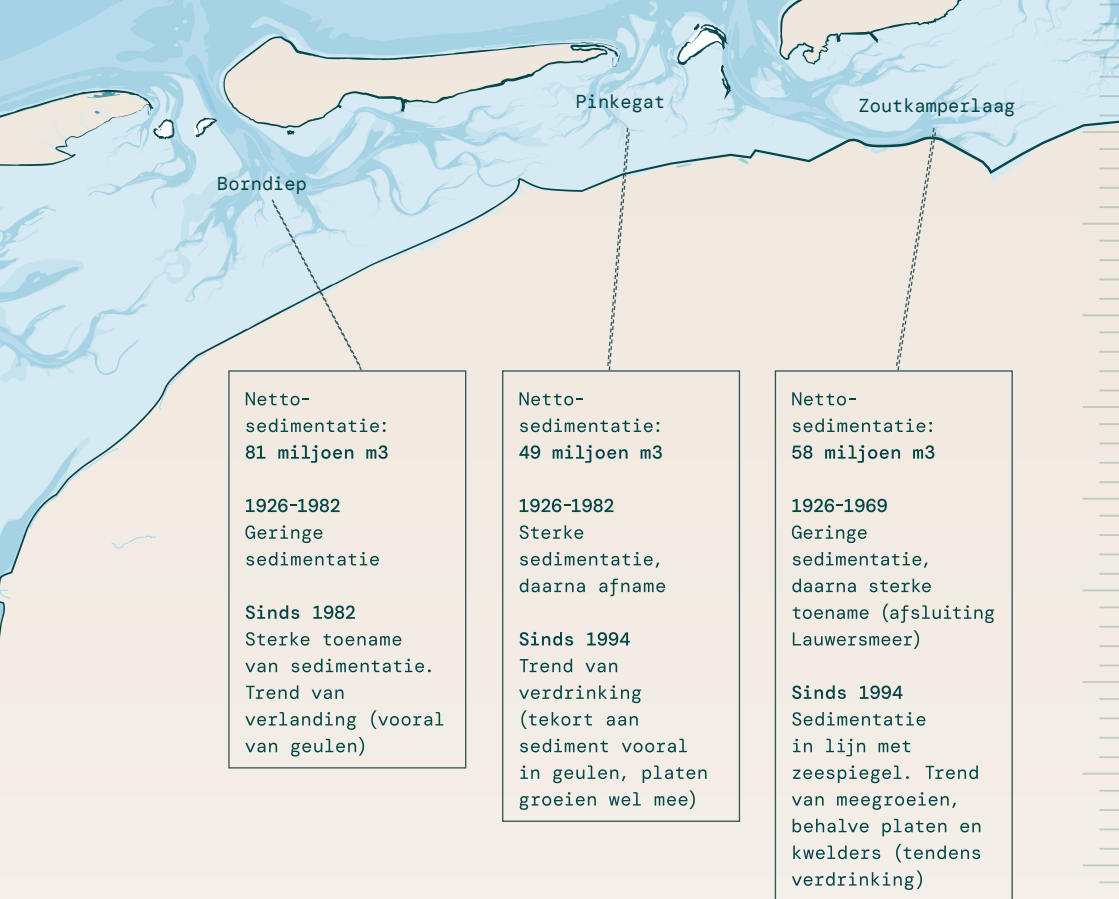 Pinkegat
Zoutkamperlaag
Borndiep
Netto-
sedimentatie:
81 miljoen m3
1926-1982
Geringe
sedimentatie
Sinds 1982
Sterke toename
van sedimentatie.
Trend van
verlanding (vooral
van geulen)
Netto-
sedimentatie:
49 miljoen m3
1926-1982
Sterke
sedimentatie,
daarna afname
Sinds 1994
Trend van
verdrinking
(tekort aan
sediment vooral
in geulen, platen
groeien wel mee)
Netto-
sedimentatie:
58 miljoen m3
1926-1969
Geringe
sedimentatie,
daarna sterke
toename (afsluiting
Lauwersmeer)
Sinds 1994
Sedimentatie
in lijn met
zeespiegel. Trend
van meegroeien,
behalve platen en
kwelders (tendens
verdrinking)